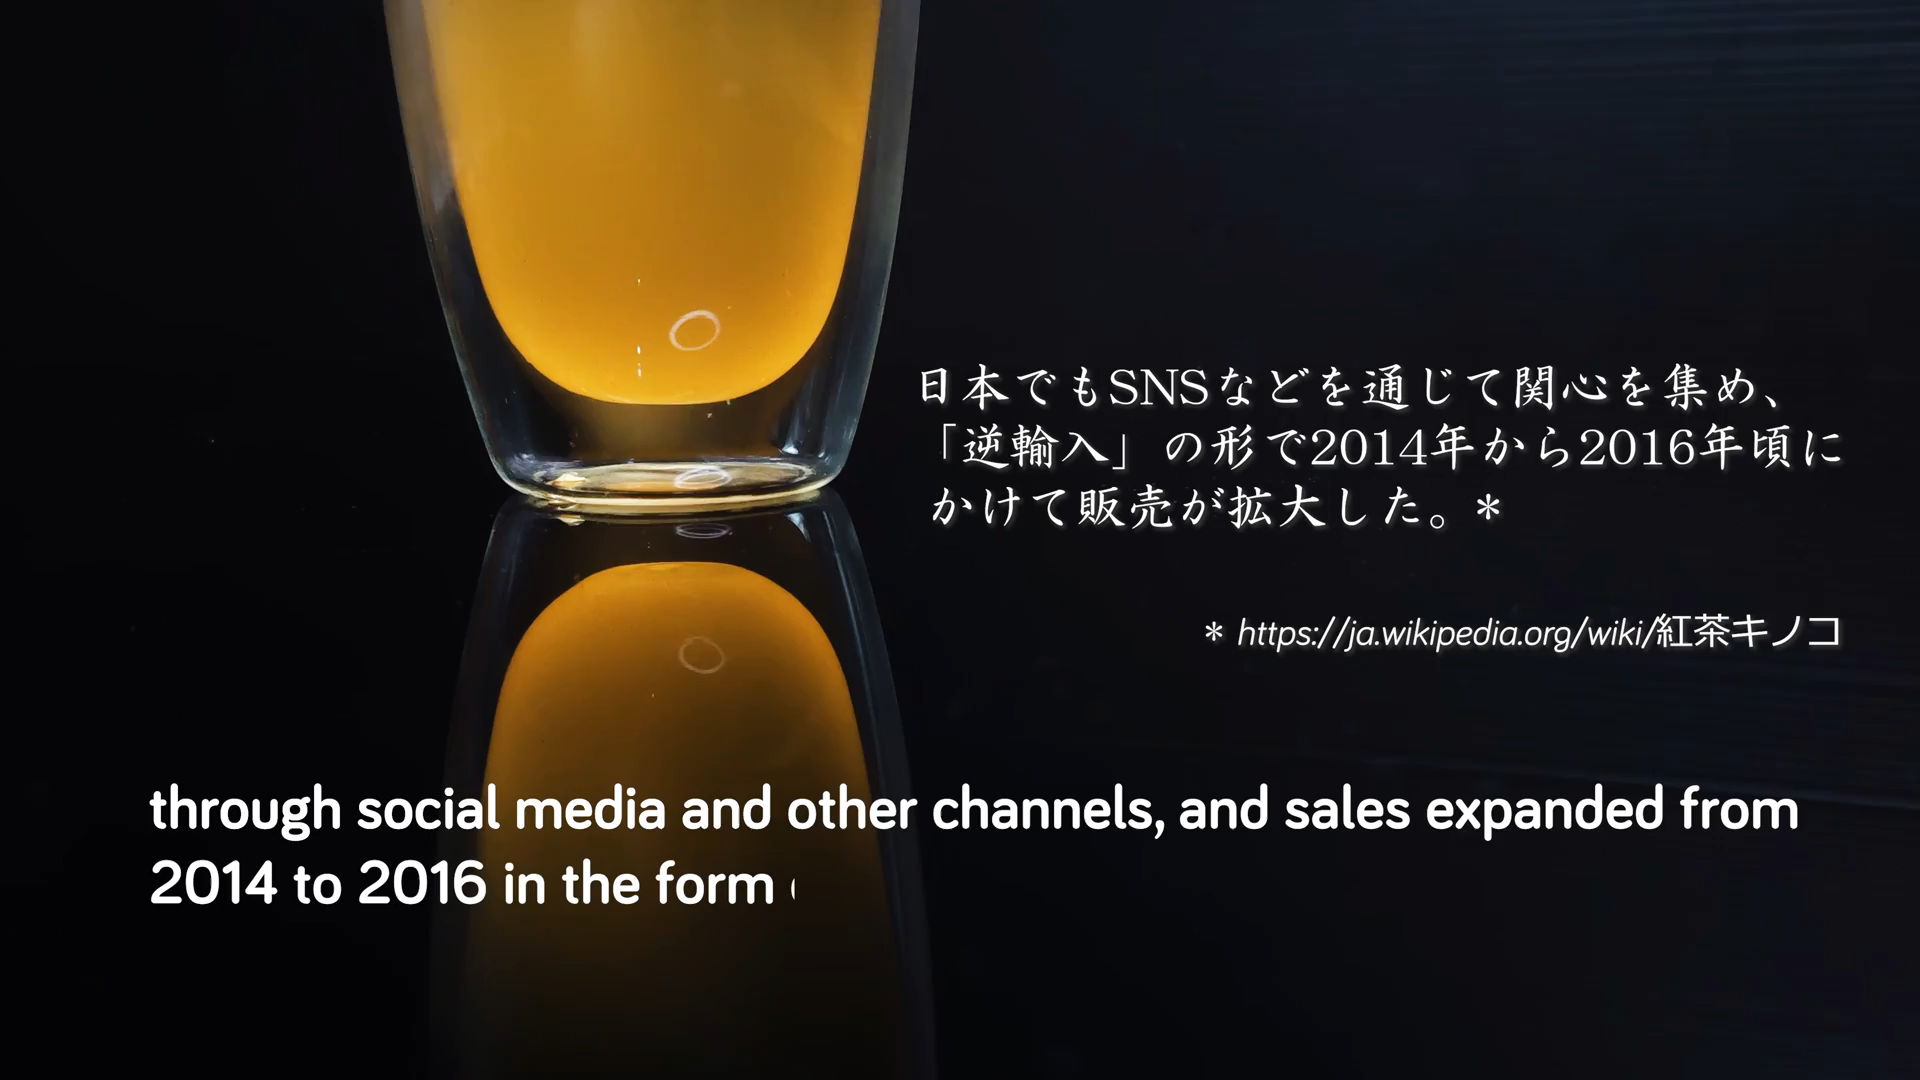 日本でもSNSなどを通じて関心を集め、
「逆輸入」の形で2014年から2016年頃に
かけて販売が拡大した。*
* https://ja.wikipedia.org/wiki/紅茶キノコ
through social media and other channels, and sales expanded from
2014 to 2016 in the form